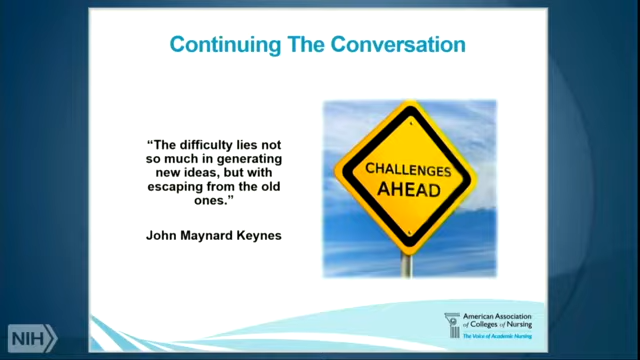 Continuing The Conversation
“The difficulty lies not
so much in generating
new ideas, but with
escaping from the old
ones.”
John Maynard Keynes
CHALLENGES
AHEAD
American Association
of Colleges of Nursing
The Voice of Academic Nursing
NIH